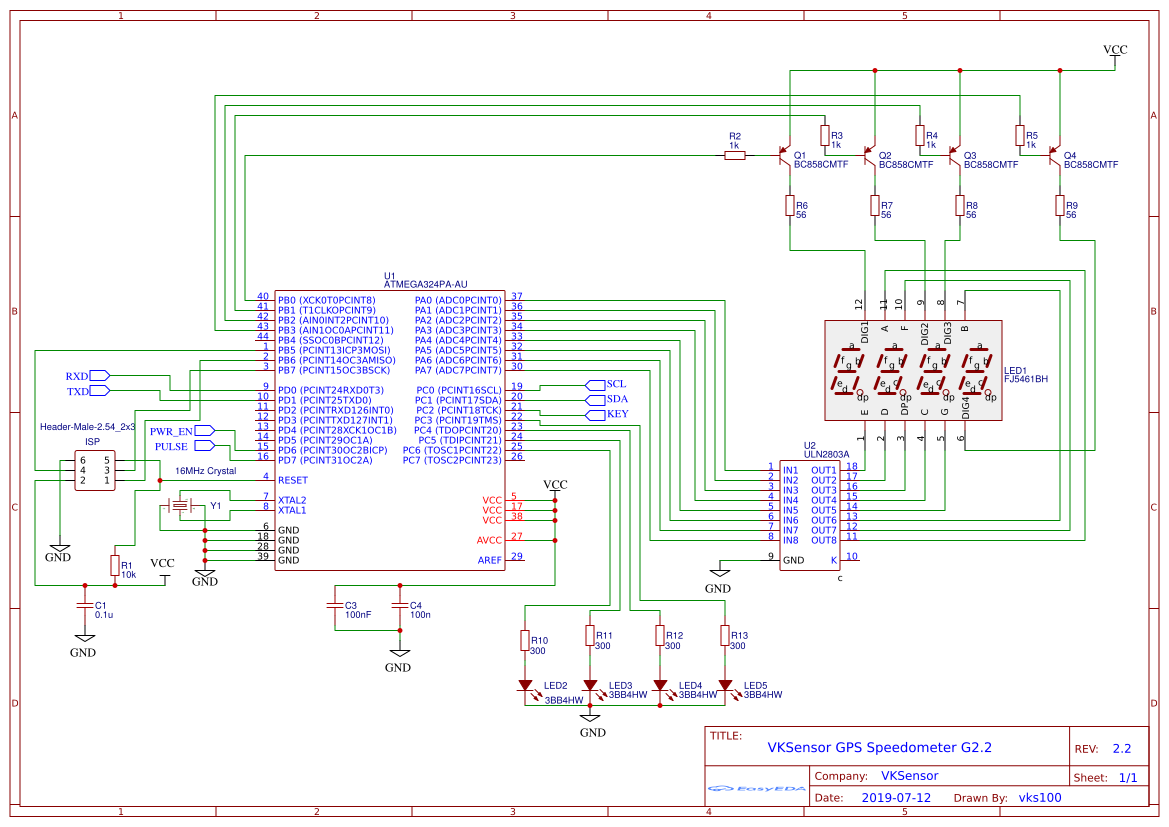 1 2 3 4 5
A
B
C
D
A
B
C
D
VCC
R2
1k
R3
1k
R4
1k
R5
1k
Q1
BC858CMTF
Q2
BC858CMTF
Q3
BC858CMTF
Q4
BC858CMTF
R6
56
R7
56
R8
56
R9
56
U1
ATMEGA324PA-AU
40 PB0 (XCK0T0PCINT8)
41 PB1 (T1CLKOPCINT9)
42 PB2 (AIN0INT2PCINT10)
43 PB3 (AIN1OC0APCINT11)
44 PB4 (SSOC0BPCINT12)
1 PB5 (PCINT13ICP3MOSI)
2 PB6 (PCINT14OC3AMISO)
3 PB7 (PCINT15OC3BSCK)
9 PD0 (PCINT24RXD0T3)
10 PD1 (PCINT25TXD0)
11 PD2 (PCINTRXD126INT0)
12 PD3 (PCINTTXD127INT1)
13 PD4 (PCINT28XCK1OC1B)
14 PD5 (PCINT29OC1A)
15 PD6 (PCINT30OC2BICP)
16 PD7 (PCINT31OC2A)
4 RESET
7 XTAL2
8 XTAL1
6 GND
18 GND
28 GND
39 GND
PA0 (ADC0PCINT0) 37
PA1 (ADC1PCINT1) 36
PA2 (ADC2PCINT2) 35
PA3 (ADC3PCINT3) 34
PA4 (ADC4PCINT4) 33
PA5 (ADC5PCINT5) 32
PA6 (ADC6PCINT6) 31
PA7 (ADC7PCINT7) 30
PC0 (PCINT16SCL) 19
PC1 (PCINT17SDA) 20
PC2 (PCINT18TCK) 21
PC3 (PCINT19TMS) 22
PC4 (TDOPCINT20) 23
PC5 (TDIPCINT21) 24
PC6 (TOSC1PCINT22) 25
PC7 (TOSC2PCINT23) 26
VCC 5
VCC 17
VCC 38
AVCC 27
AREF 29
RXD
TXD
PWR_EN
PULSE
SCL
SDA
KEY
Header-Male-2.54_2x3
ISP
6 5
4 3
2 1
16MHz Crystal
Y1
GND
R1
10k
VCC
GND
C1
0.1u
GND
VCC
C3
100nF
C4
100n
GND
R10
300
R11
300
R12
300
R13
300
LED2
3BB4HW
LED3
3BB4HW
LED4
3BB4HW
LED5
3BB4HW
GND
12 11 10 9 8 7
DIG1 A F DIG2 DIG3 B
a f g b e d c dp
a f g b e d c dp
a f g b e d c dp
a f g b e d c dp
E D DP C G DIG4
1 2 3 4 5 6
LED1
FJ5461BH
U2
ULN2803A
1 IN1 OUT1 18
2 IN2 OUT2 17
3 IN3 OUT3 16
4 IN4 OUT4 15
5 IN5 OUT5 14
6 IN6 OUT6 13
7 IN7 OUT7 12
8 IN8 OUT8 11
9 GND K 10
c
GND
TITLE:
VKSensor GPS Speedometer G2.2
REV: 2.2
EasyEDA
Company: VKSensor
Sheet: 1/1
Date: 2019-07-12 Drawn By: vks100
1 2 3 4 5